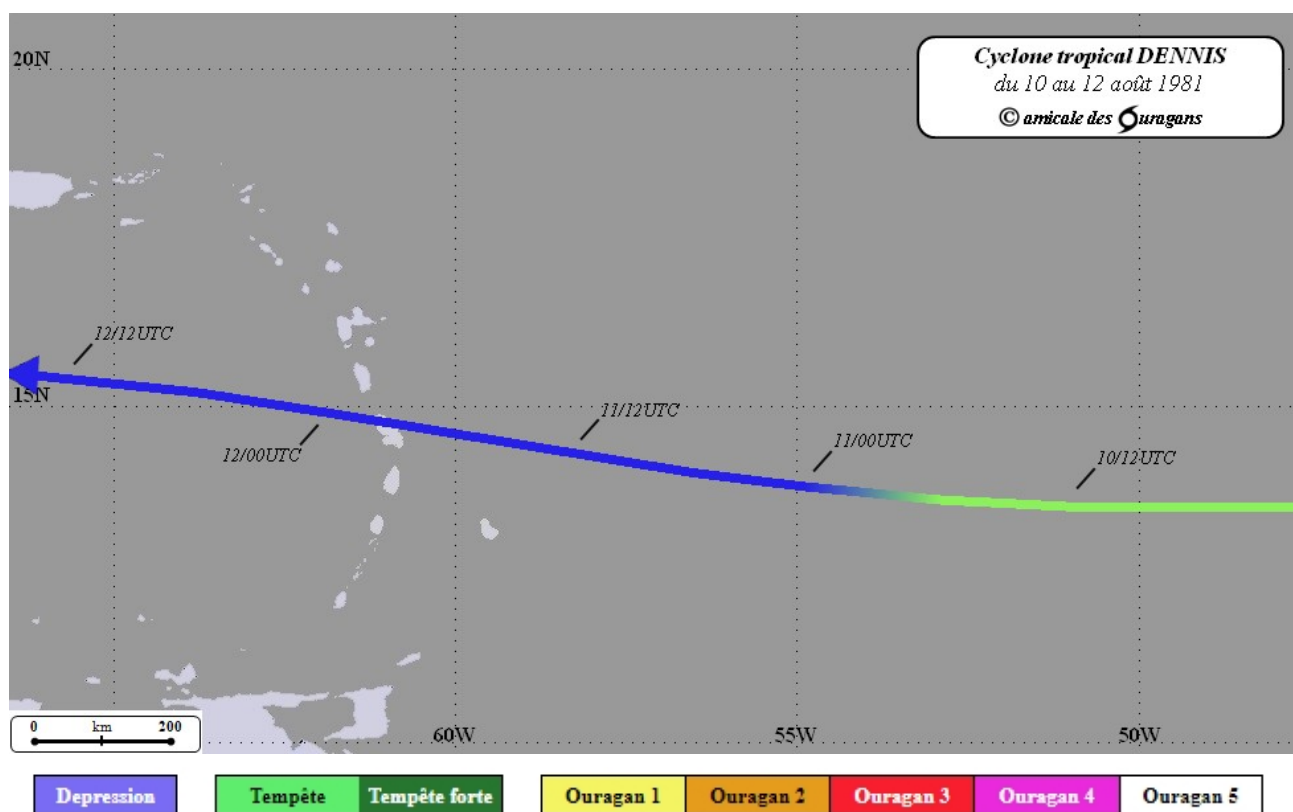 20N
Cyclone tropical DENNIS
du 10 au 12 août 1981
© amicale des Ouragans
12/12UTC
15N
11/12UTC
12/00UTC
11/00UTC
10/12UTC
0 km 200
60W 55W 50W
Depression Tempête Tempête forte Ouragan 1 Ouragan 2 Ouragan 3 Ouragan 4 Ouragan 5